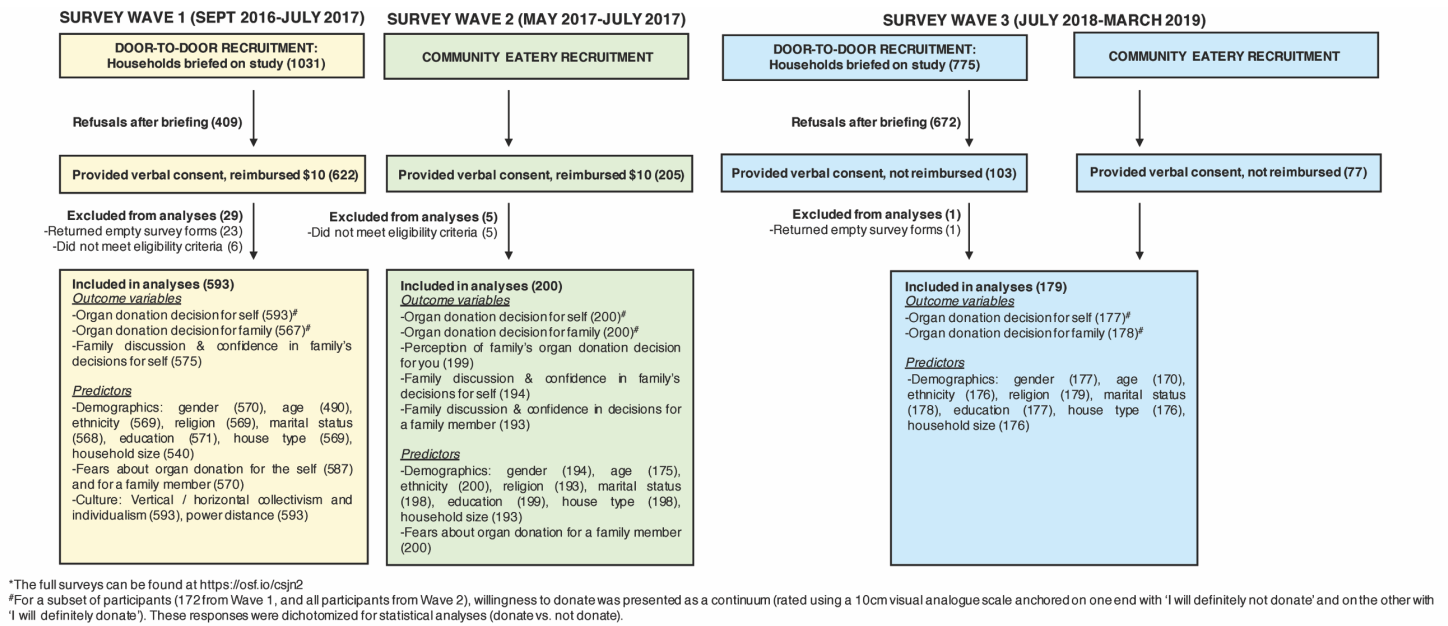 SURVEY WAVE 1 (SEPT 2016-JULY 2017)
DOOR-TO-DOOR RECRUITMENT:
Households briefed on study (1031)
Refusals after briefing (409)
Provided verbal consent, reimbursed $10 (622)
Excluded from analyses (29)
-Returned empty survey forms (23)
-Did not meet eligibility criteria (6)
Included in analyses (593)
Outcome variables
-Organ donation decision for self (593)#
-Organ donation decision for family (567)#
-Family discussion & confidence in family's
decisions for self (575)
Predictors
-Demographics: gender (570), age (490),
ethnicity (569), religion (569), marital status
(568), education (571), house type (569),
household size (540)
-Fears about organ donation for the self (587)
and for a family member (570)
-Culture: Vertical / horizontal collectivism and
individualism (593), power distance (593)
SURVEY WAVE 2 (MAY 2017-JULY 2017)
COMMUNITY EATERY RECRUITMENT
Provided verbal consent, reimbursed $10 (205)
Excluded from analyses (5)
-Did not meet eligibility criteria (5)
Included in analyses (200)
Outcome variables
-Organ donation decision for self (200)#
-Organ donation decision for family (200)#
-Perception of family's organ donation decision
for you (199)
-Family discussion & confidence in family's
decisions for self (194)
-Family discussion & confidence in decisions for
a family member (193)
Predictors
-Demographics: gender (194), age (175),
ethnicity (200), religion (193), marital status
(198), education (199), house type (198),
household size (193)
-Fears about organ donation for a family member
(200)
SURVEY WAVE 3 (JULY 2018-MARCH 2019)
DOOR-TO-DOOR RECRUITMENT:
Households briefed on study (775)
Refusals after briefing (672)
Provided verbal consent, not reimbursed (103)
Excluded from analyses (1)
-Returned empty survey forms (1)
COMMUNITY EATERY RECRUITMENT
Provided verbal consent, not reimbursed (77)
Included in analyses (179)
Outcome variables
-Organ donation decision for self (177)#
-Organ donation decision for family (178)#
Predictors
-Demographics: gender (177), age (170),
ethnicity (176), religion (179), marital status
(178), education (177), house type (176),
household size (176)
*The full surveys can be found at https://osf.io/csjn2
#For a subset of participants (172 from Wave 1, and all participants from Wave 2), willingness to donate was presented as a continuum (rated using a 10cm visual analogue scale anchored on one end with 'I will definitely not donate' and on the other with
'I will definitely donate'). These responses were dichotomized for statistical analyses (donate vs. not donate).